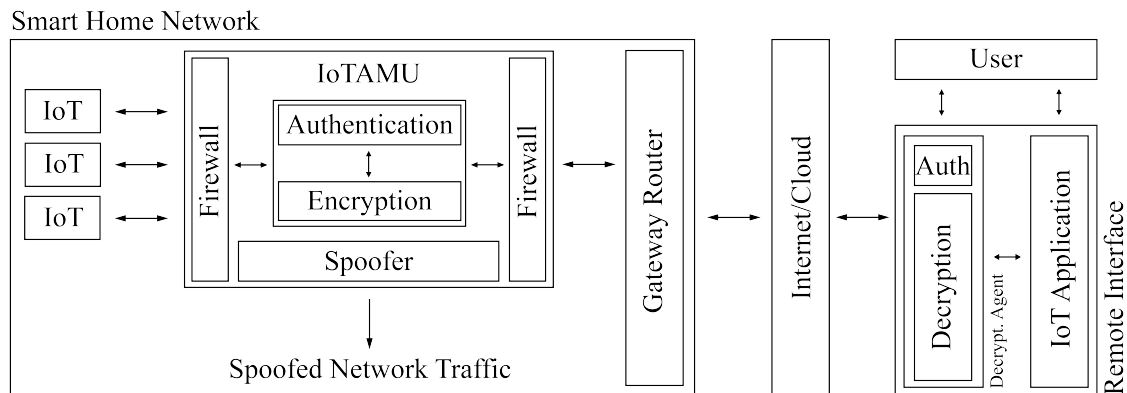 Smart Home Network
IoT
IoT
IoT
IoTAMU
Firewall
Authentication
Encryption
Firewall
Spoofer
Spoofed Network Traffic
Gateway Router
Internet/Cloud
User
Auth
Decryption
Decrypt. Agent
IoT Application
Remote Interface